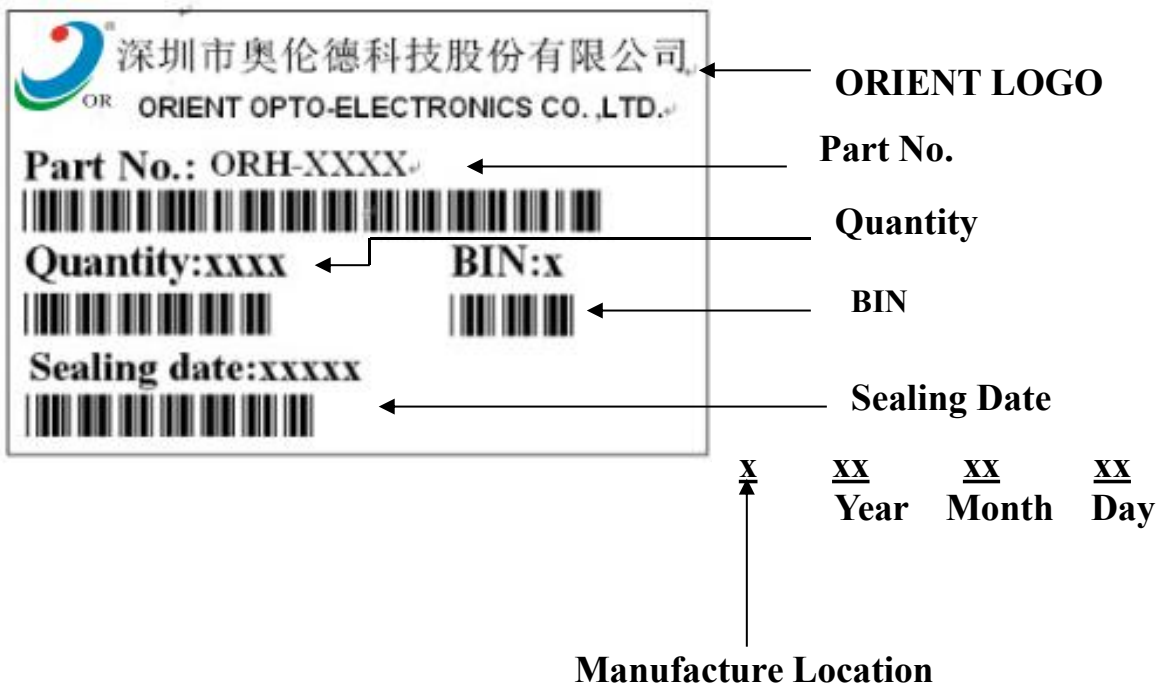 深圳市奥伦德科技股份有限公司
OR
ORIENT OPTO-ELECTRONICS CO. ,LTD.
ORIENT LOGO
Part No.: ORH-XXXX
Part No.
Quantity
Quantity:xxxx
BIN:x
BIN
Sealing date:xxxxx
Sealing Date
x xx xx xx
Year Month Day
Manufacture Location